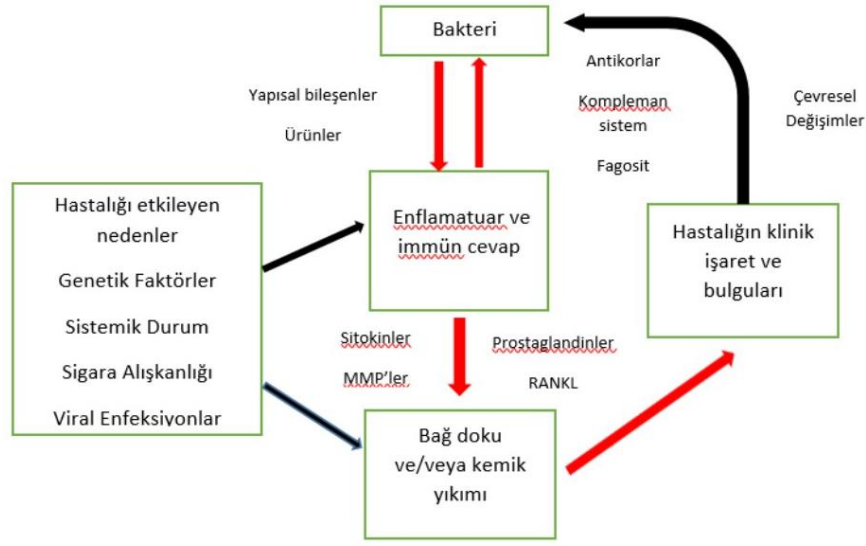 Bakteri
Yapısal bileşenler
Ürünler
Antikorlar
Kompleman
sistem
Fagosit
Çevresel
Değişimler
Hastalığı etkileyen
nedenler
Genetik Faktörler
Sistemik Durum
Sigara Alışkanlığı
Viral Enfeksiyonlar
Enflamatuar ve
immün cevap
Hastalığın klinik
işaret ve
bulguları
Sitokinler
MMP’ler
Prostaglandinler
RANKL
Bağ doku
ve/veya kemik
yıkımı